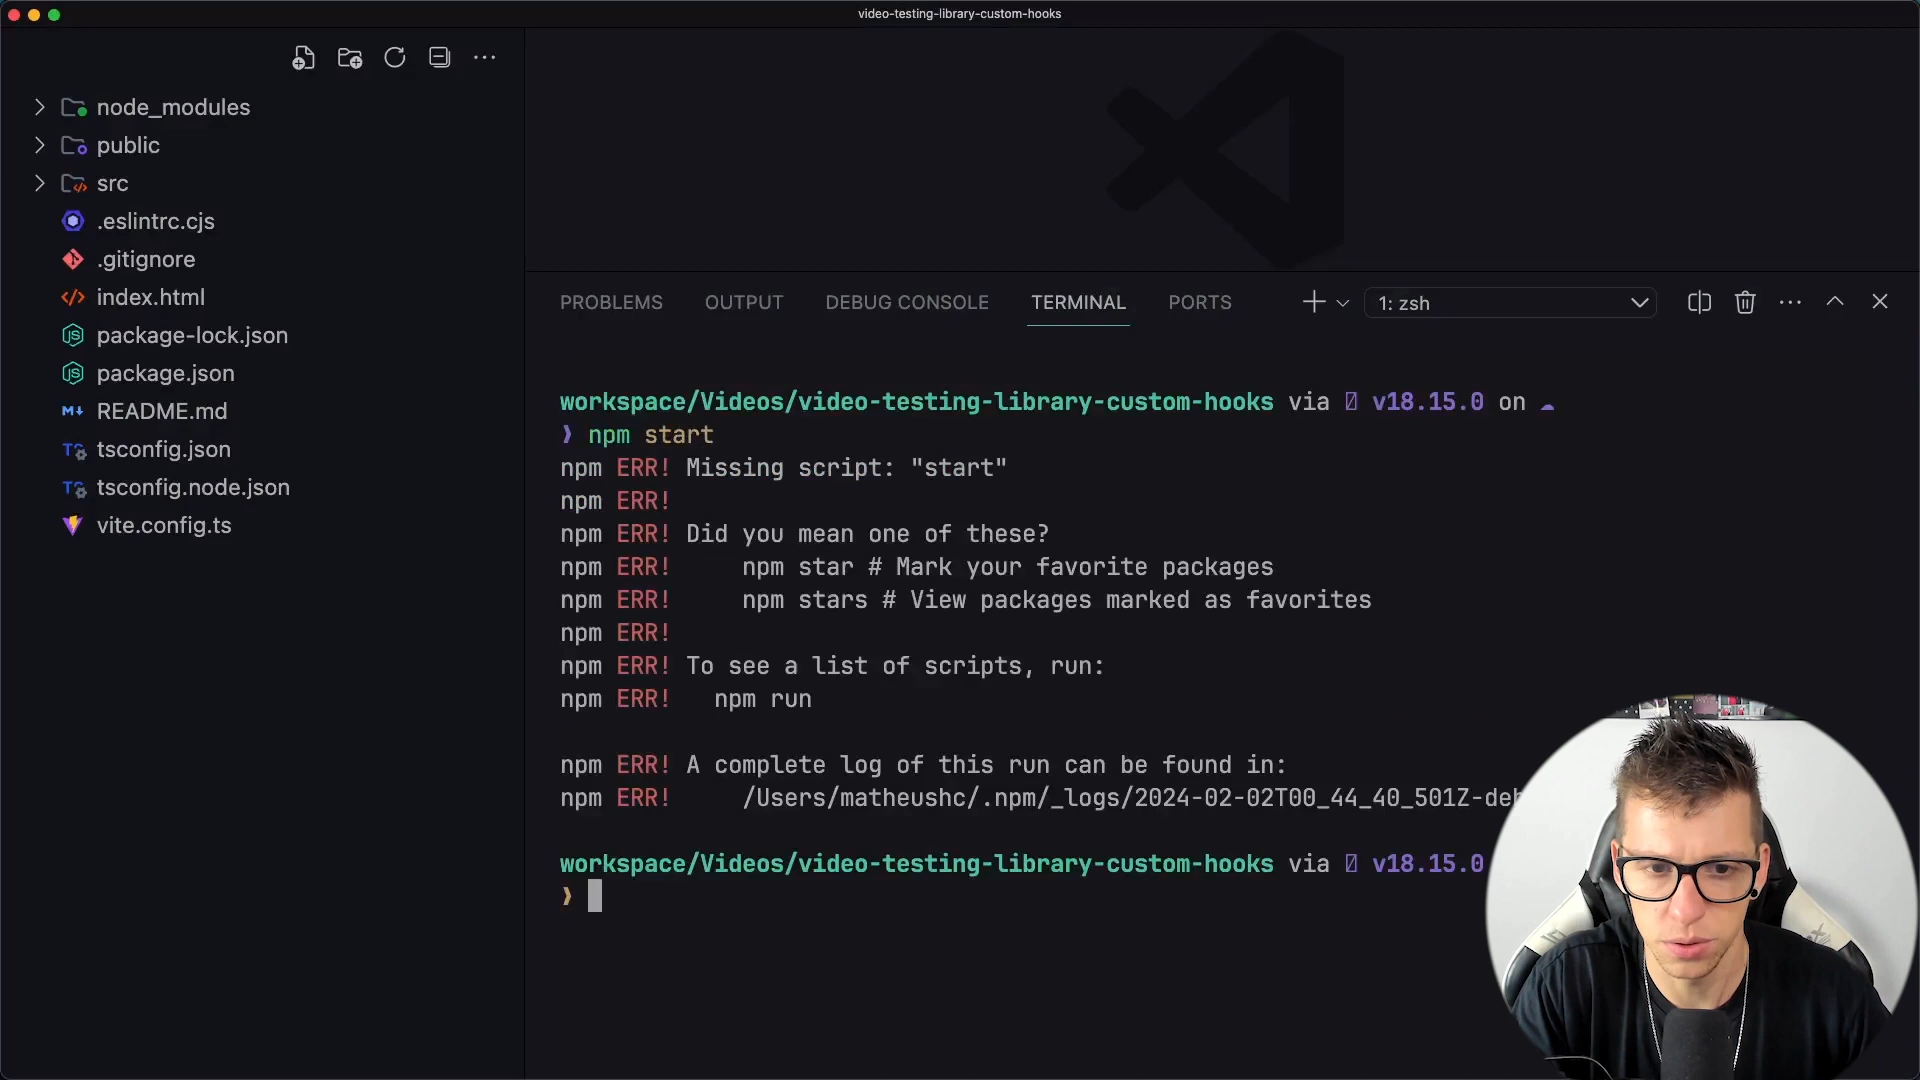 video-testing-library-custom-hooks
node_modules
public
src
.eslintrc.cjs
.gitignore
index.html
package-lock.json
package.json
README.md
tsconfig.json
tsconfig.node.json
vite.config.ts
PROBLEMS OUTPUT DEBUG CONSOLE TERMINAL PORTS 1: zsh
workspace/Videos/video-testing-library-custom-hooks via v18.15.0 on
❯ npm start
npm ERR! Missing script: "start"
npm ERR!
npm ERR! Did you mean one of these?
npm ERR! npm star # Mark your favorite packages
npm ERR! npm stars # View packages marked as favorites
npm ERR!
npm ERR! To see a list of scripts, run:
npm ERR! npm run
npm ERR! A complete log of this run can be found in:
npm ERR! /Users/matheushc/.npm/_logs/2024-02-02T00_44_40_501Z-deb
workspace/Videos/video-testing-library-custom-hooks via v18.15.0
❯